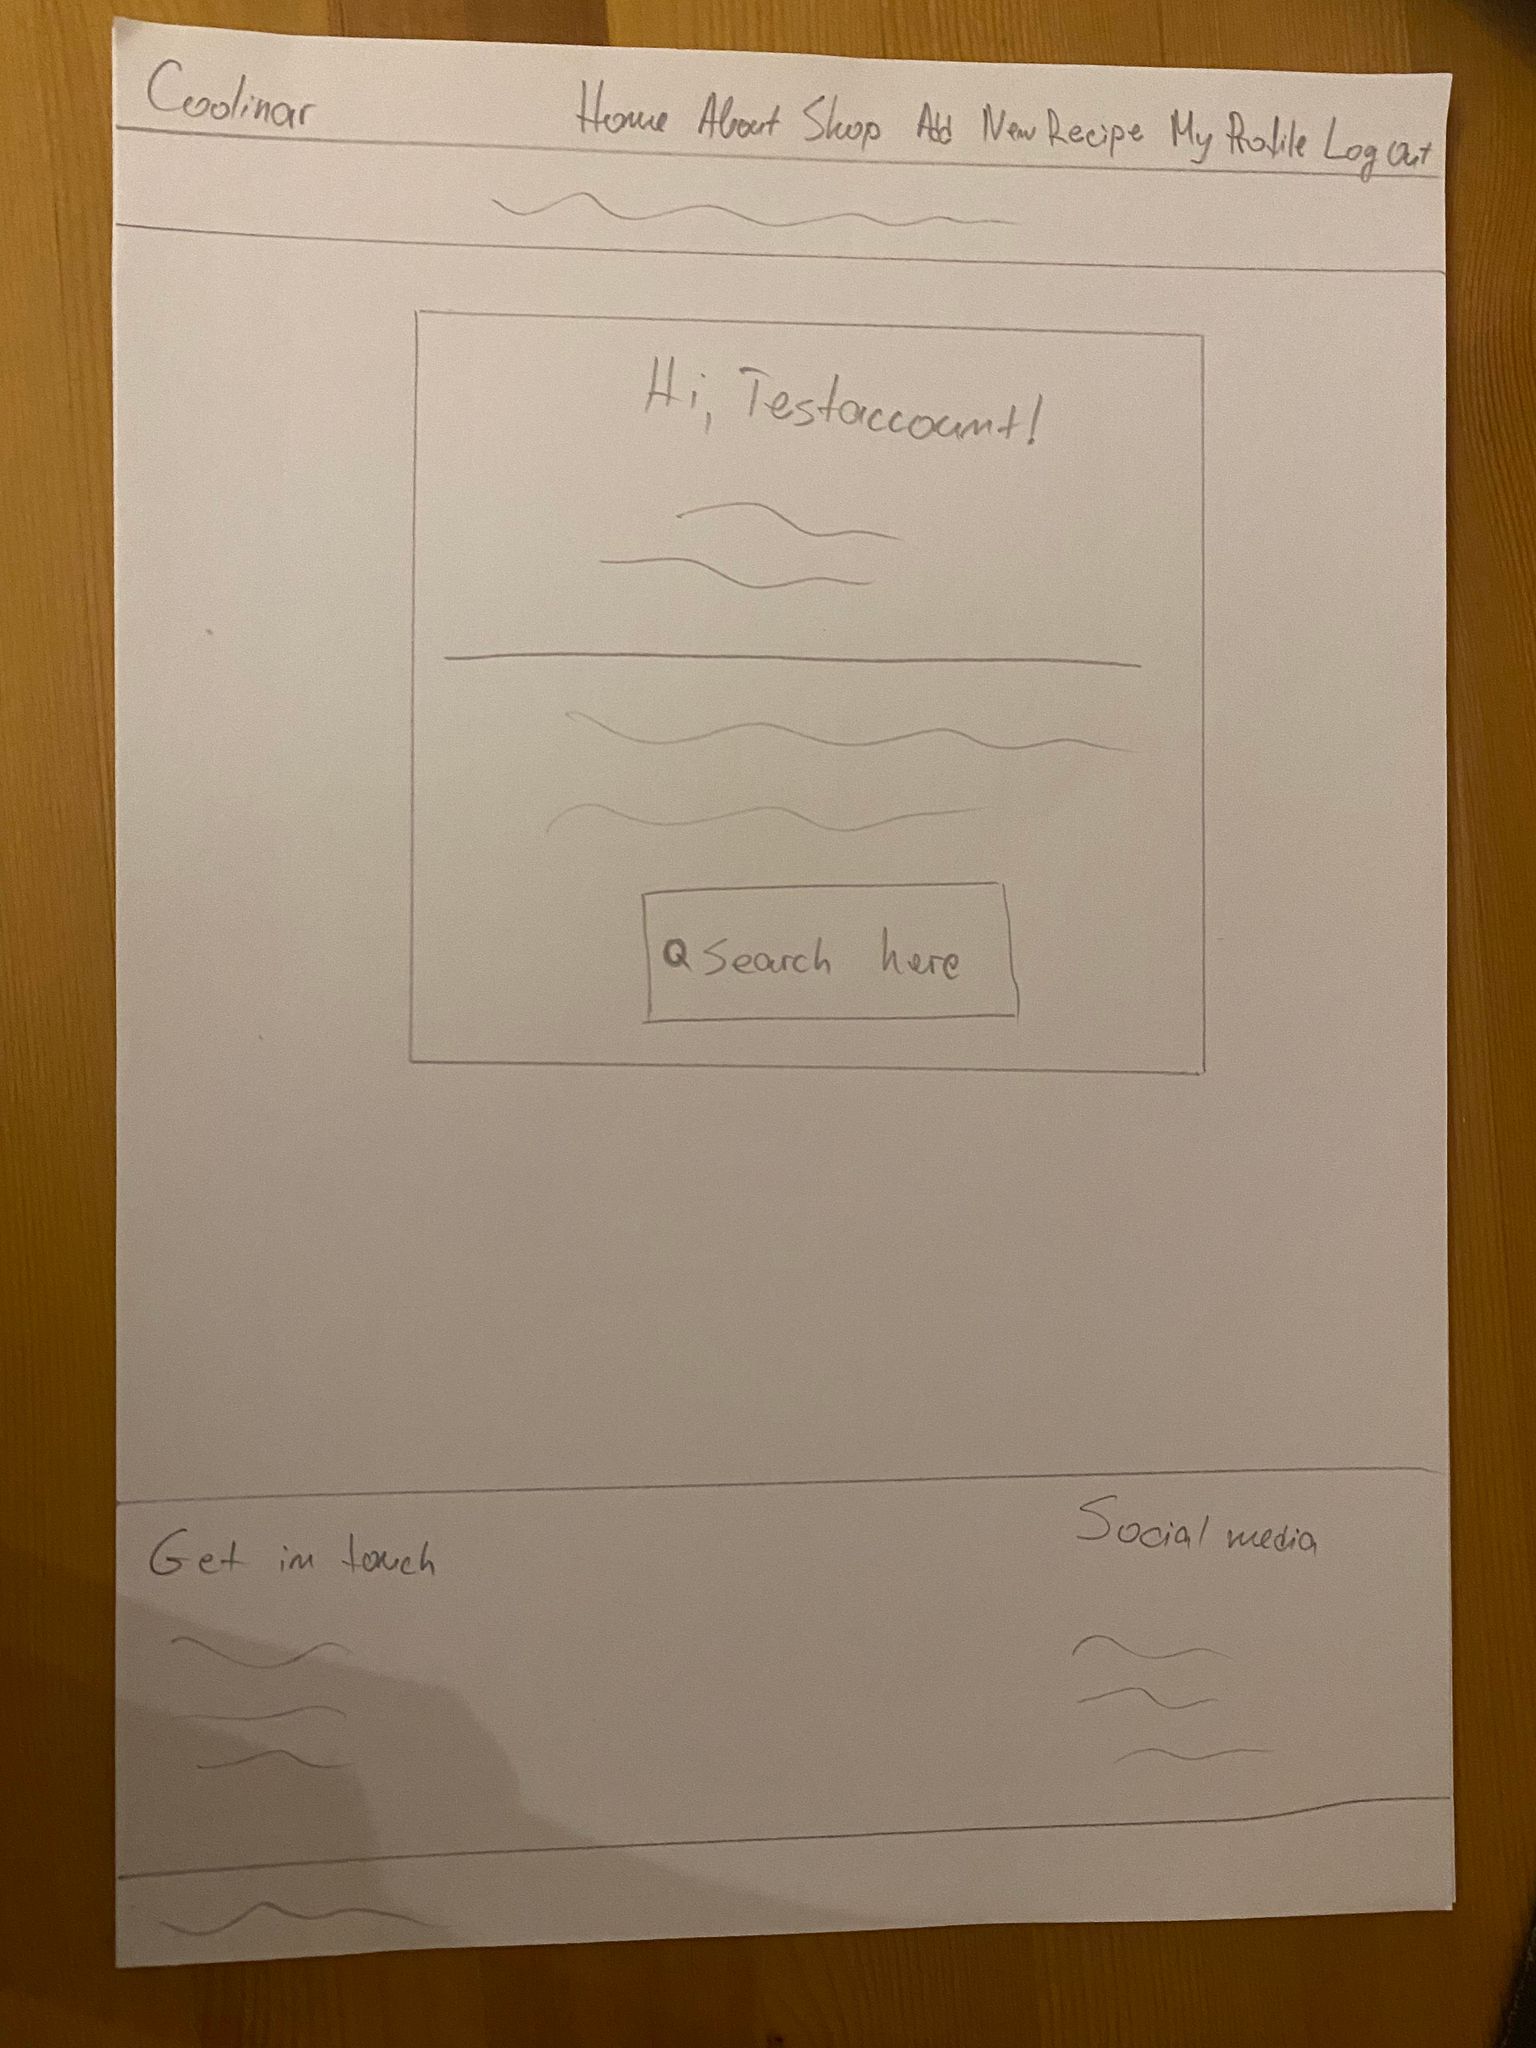 Coolinar Home About Shop Add New Recipe My Profile Log Out
Hi, Testaccount!
Search here
Get in touch
Social media